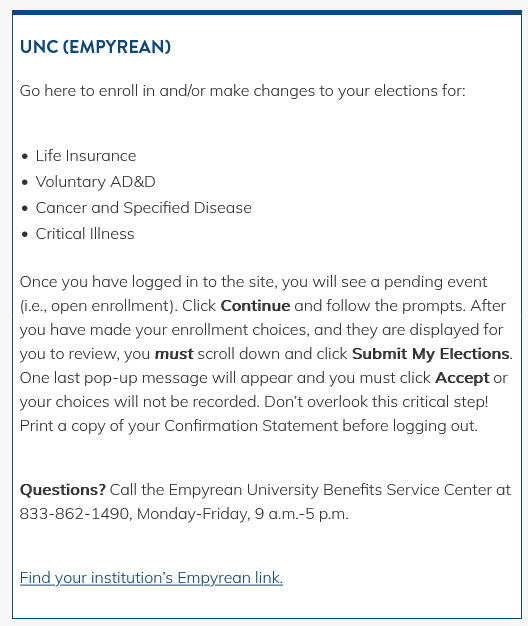 UNC (EMPYREAN)
Go here to enroll in and/or make changes to your elections for:
• Life Insurance
• Voluntary AD&D
• Cancer and Specified Disease
• Critical Illness
Once you have logged in to the site, you will see a pending event
(i.e., open enrollment). Click Continue and follow the prompts. After
you have made your enrollment choices, and they are displayed for
you to review, you must scroll down and click Submit My Elections.
One last pop-up message will appear and you must click Accept or
your choices will not be recorded. Don’t overlook this critical step!
Print a copy of your Confirmation Statement before logging out.
Questions? Call the Empyrean University Benefits Service Center at
833-862-1490, Monday-Friday, 9 a.m.-5 p.m.
Find your institution’s Empyrean link.